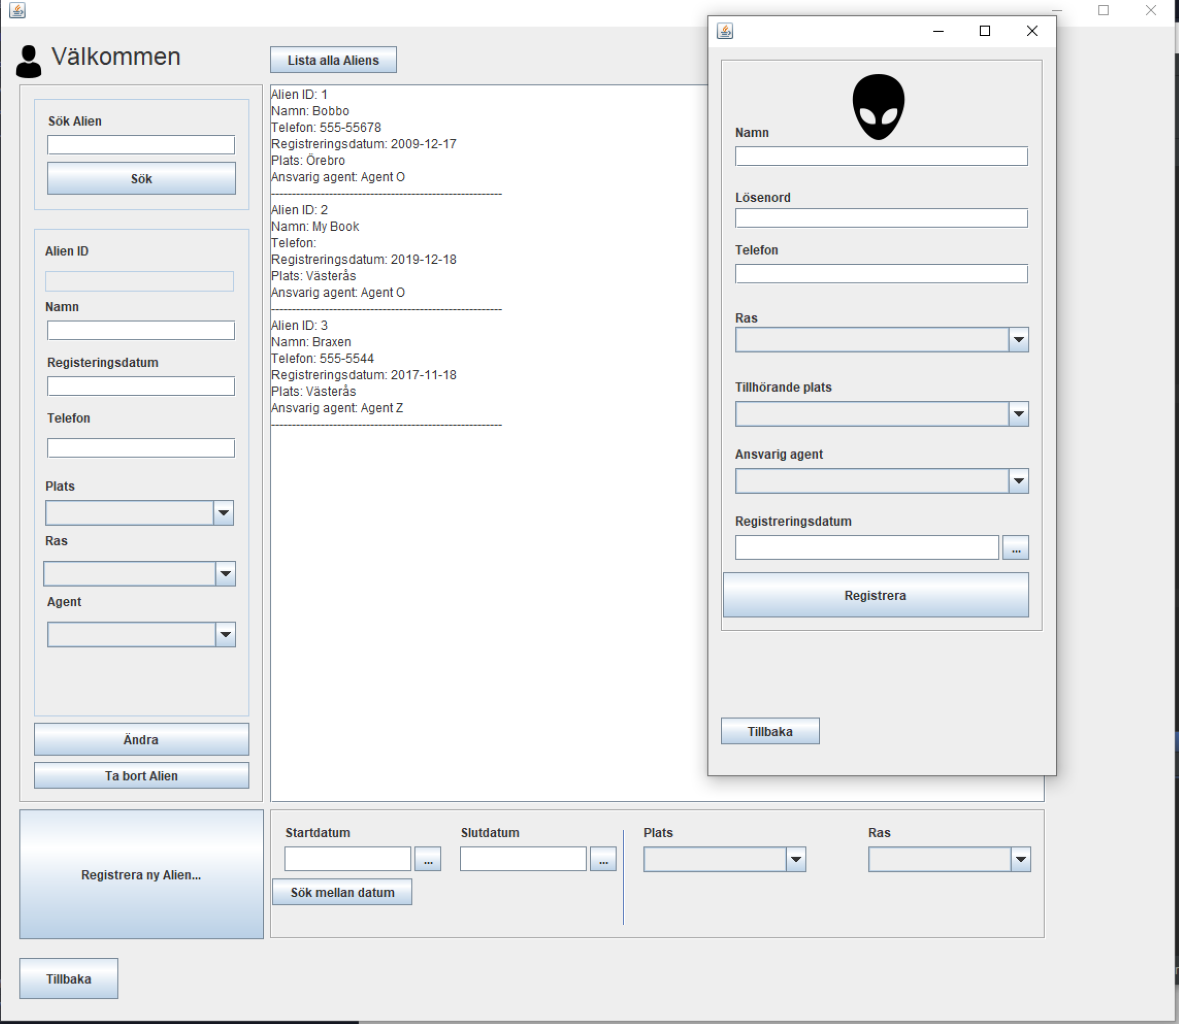 Välkommen
Lista alla Aliens
Sök Alien
Sök
Alien ID
Namn
Registeringsdatum
Telefon
Plats
Ras
Agent
Ändra
Ta bort Alien
Registrera ny Alien...
Tillbaka
Alien ID: 1
Namn: Bobbo
Telefon: 555-55678
Registreringsdatum: 2009-12-17
Plats: Örebro
Ansvarig agent: Agent O
-------------------------------------------------------
Alien ID: 2
Namn: My Book
Telefon:
Registreringsdatum: 2019-12-18
Plats: Västerås
Ansvarig agent: Agent O
-------------------------------------------------------
Alien ID: 3
Namn: Braxen
Telefon: 555-5544
Registreringsdatum: 2017-11-18
Plats: Västerås
Ansvarig agent: Agent Z
-------------------------------------------------------
Startdatum
...
Slutdatum
...
Sök mellan datum
Plats
Ras
Namn
Lösenord
Telefon
Ras
Tillhörande plats
Ansvarig agent
Registreringsdatum
...
Registrera
Tillbaka